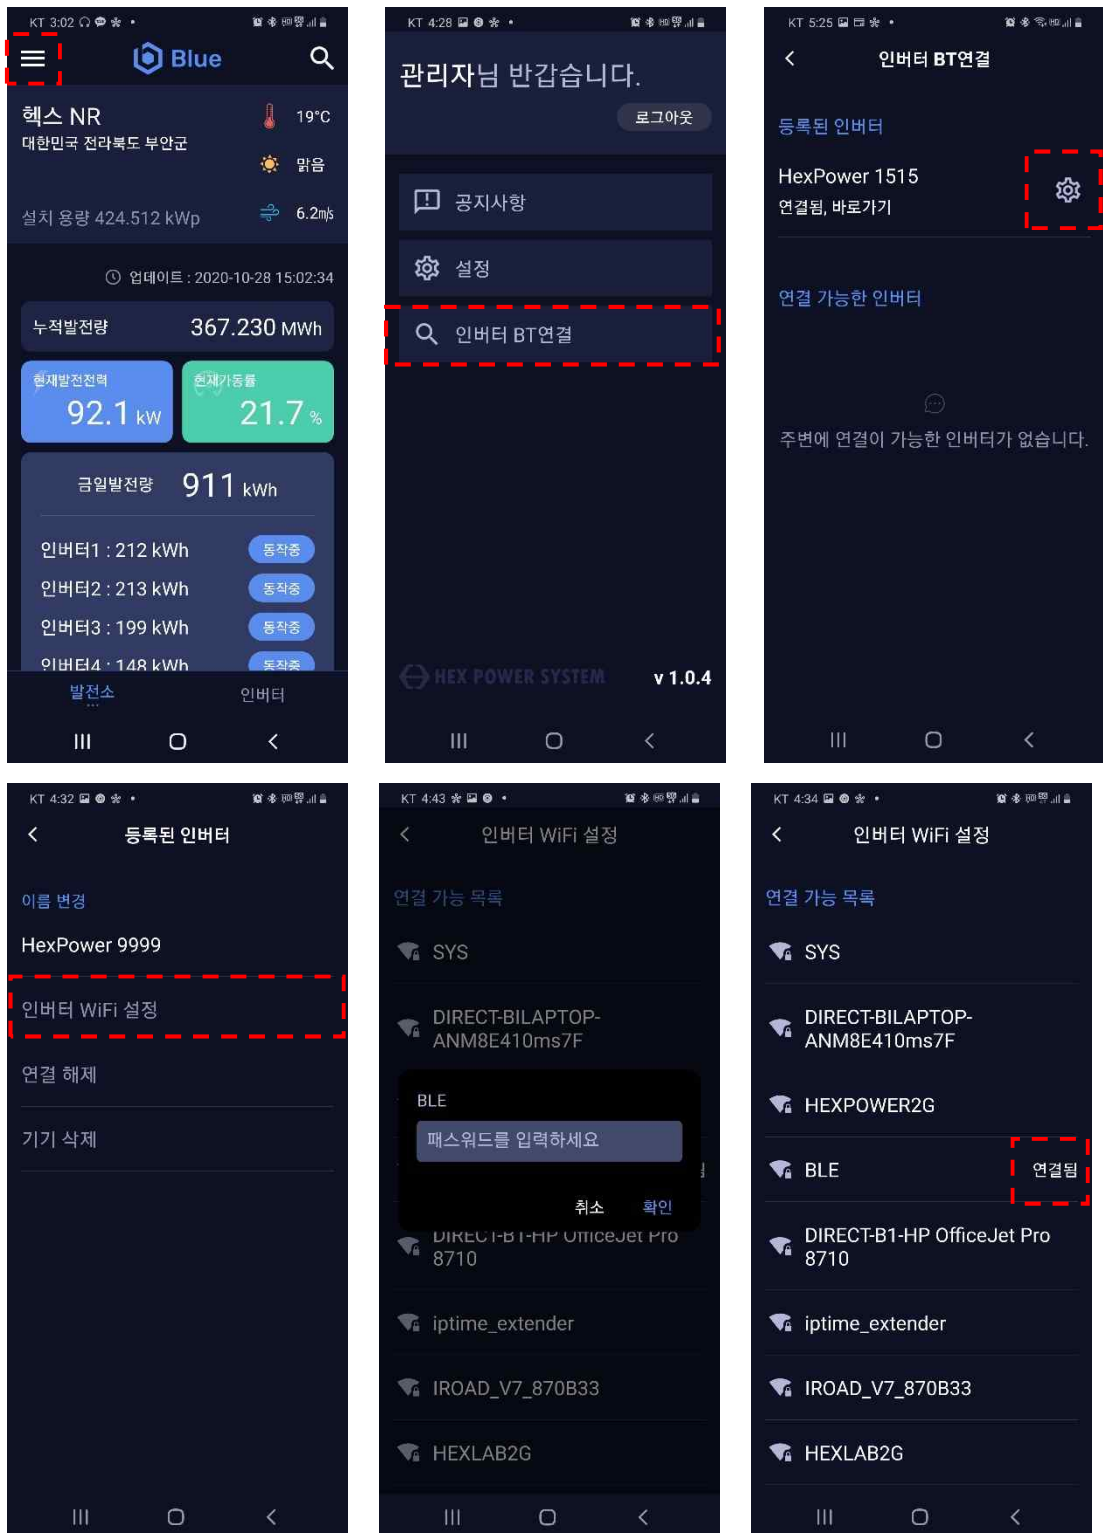 KT 3:02
Blue
헥스 NR
대한민국 전라북도 부안군
19°C
맑음
설치 용량 424.512 kWp
6.2㎧
업데이트 : 2020-10-28 15:02:34
누적발전량 367.230 MWh
현재발전전력
92.1 kW
현재가동률
21.7 %
금일발전량 911 kWh
인버터1 : 212 kWh 동작중
인버터2 : 213 kWh 동작중
인버터3 : 199 kWh 동작중
인버터4 : 148 kWh 동작중
발전소 인버터
KT 4:28
관리자님 반갑습니다.
로그아웃
공지사항
설정
인버터 BT연결
HEX POWER SYSTEM v 1.0.4
KT 5:25
인버터 BT연결
등록된 인버터
HexPower 1515
연결됨, 바로가기
연결 가능한 인버터
주변에 연결이 가능한 인버터가 없습니다.
KT 4:32
등록된 인버터
이름 변경
HexPower 9999
인버터 WiFi 설정
연결 해제
기기 삭제
KT 4:43
인버터 WiFi 설정
연결 가능 목록
SYS
DIRECT-BILAPTOP-
ANM8E410ms7F
BLE
패스워드를 입력하세요
취소 확인
DIRECT-B1-HP OfficeJet Pro
8710
iptime_extender
IROAD_V7_870B33
HEXLAB2G
KT 4:34
인버터 WiFi 설정
연결 가능 목록
SYS
DIRECT-BILAPTOP-
ANM8E410ms7F
HEXPOWER2G
BLE 연결됨
DIRECT-B1-HP OfficeJet Pro
8710
iptime_extender
IROAD_V7_870B33
HEXLAB2G